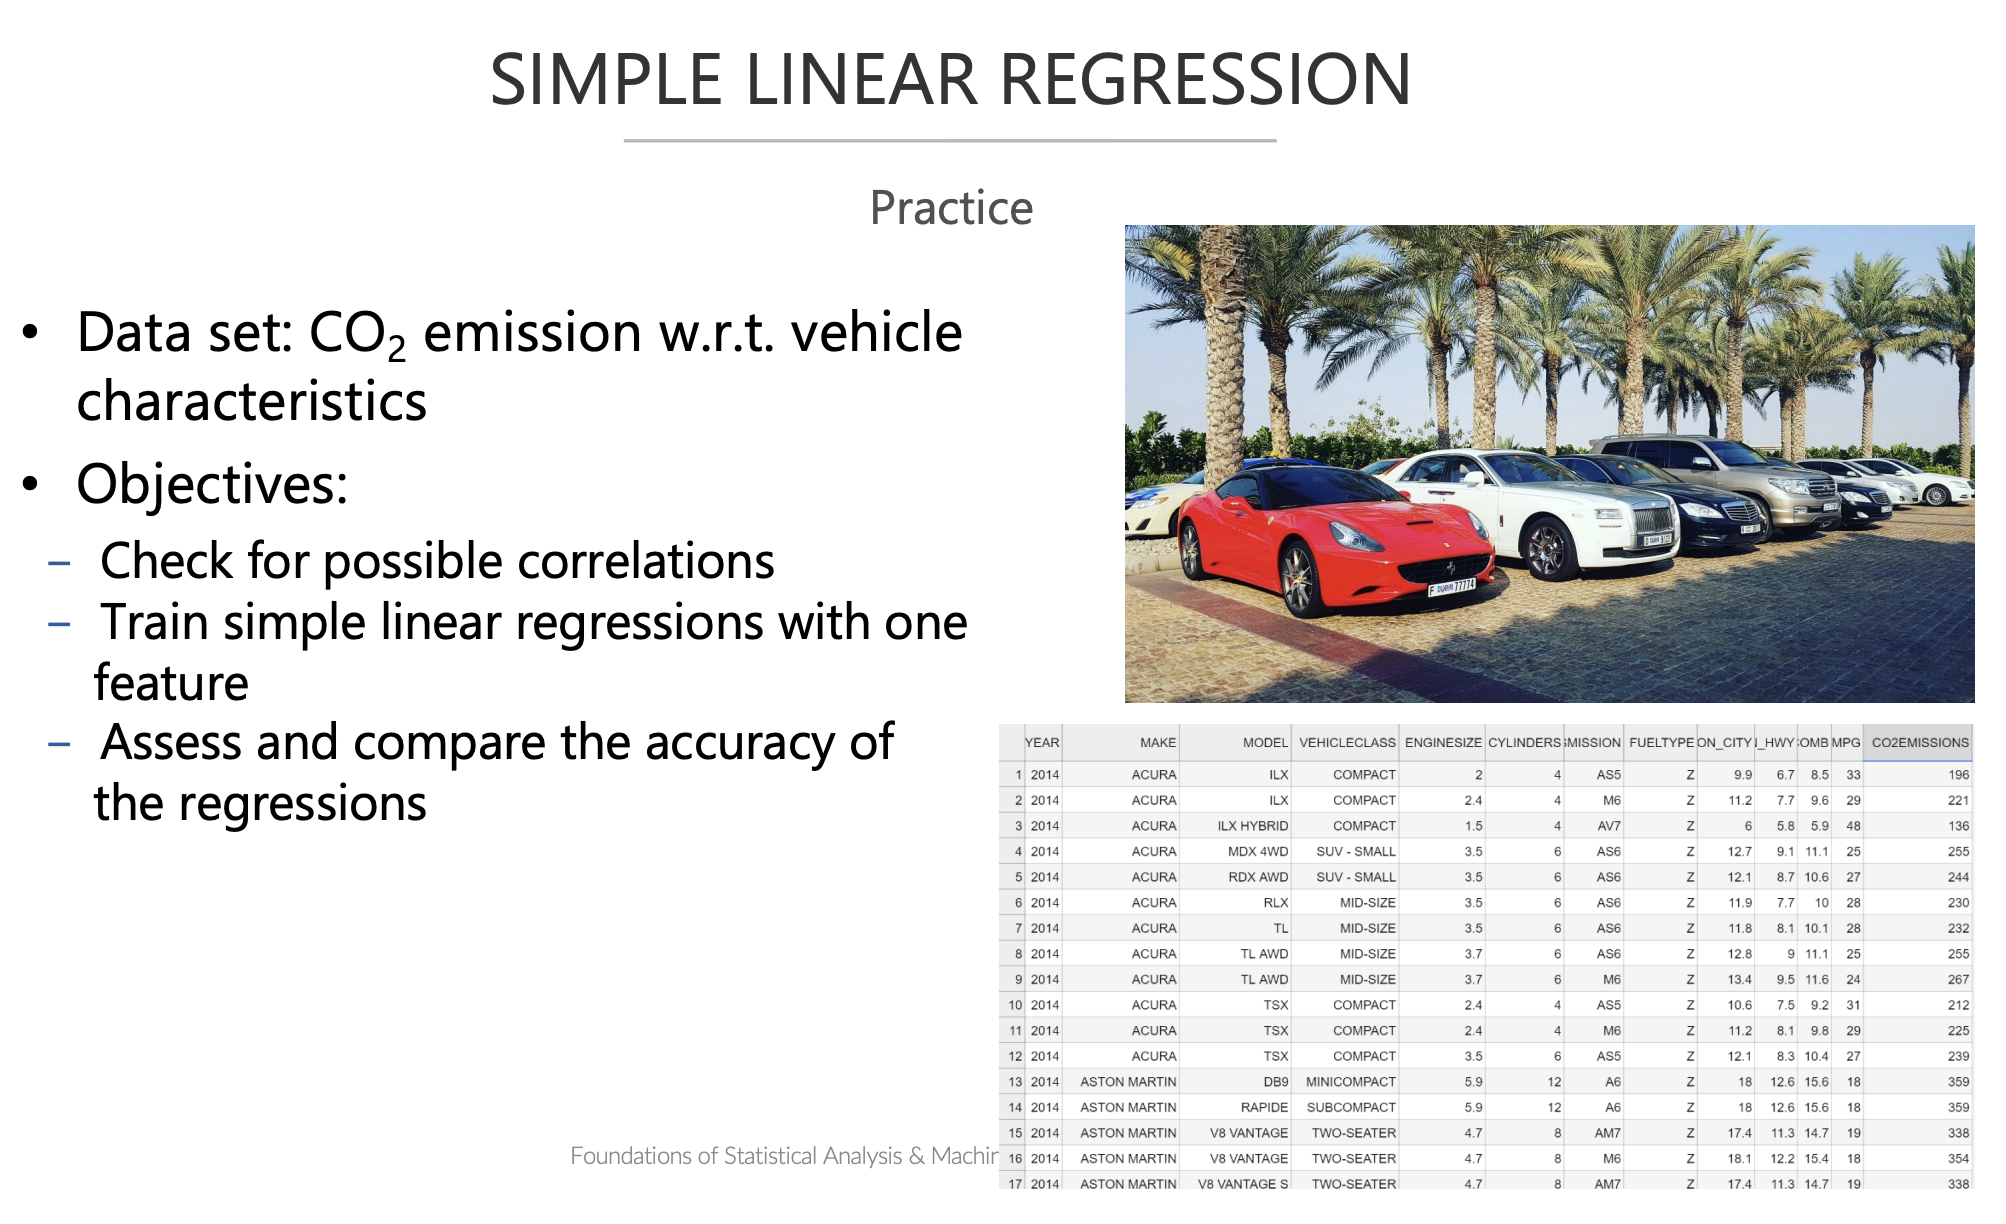 SIMPLE LINEAR REGRESSION
Practice
• Data set: CO₂ emission w.r.t. vehicle
characteristics
• Objectives:
– Check for possible correlations
– Train simple linear regressions with one
feature
– Assess and compare the accuracy of
the regressions
F DUBAI 77774
YEAR MAKE MODEL VEHICLECLASS ENGINESIZE CYLINDERS MISSION FUELTYPE ON_CITY _HWY OMB MPG CO2EMISSIONS
1 2014 ACURA ILX COMPACT 2 4 AS5 Z 9.9 6.7 8.5 33 196
2 2014 ACURA ILX COMPACT 2.4 4 M6 Z 11.2 7.7 9.6 29 221
3 2014 ACURA ILX HYBRID COMPACT 1.5 4 AV7 Z 6 5.8 5.9 48 136
4 2014 ACURA MDX 4WD SUV - SMALL 3.5 6 AS6 Z 12.7 9.1 11.1 25 255
5 2014 ACURA RDX AWD SUV - SMALL 3.5 6 AS6 Z 12.1 8.7 10.6 27 244
6 2014 ACURA RLX MID-SIZE 3.5 6 AS6 Z 11.9 7.7 10 28 230
7 2014 ACURA TL MID-SIZE 3.5 6 AS6 Z 11.8 8.1 10.1 28 232
8 2014 ACURA TL AWD MID-SIZE 3.7 6 AS6 Z 12.8 9 11.1 25 255
9 2014 ACURA TL AWD MID-SIZE 3.7 6 M6 Z 13.4 9.5 11.6 24 267
10 2014 ACURA TSX COMPACT 2.4 4 AS5 Z 10.6 7.5 9.2 31 212
11 2014 ACURA TSX COMPACT 2.4 4 M6 Z 11.2 8.1 9.8 29 225
12 2014 ACURA TSX COMPACT 3.5 6 AS5 Z 12.1 8.3 10.4 27 239
13 2014 ASTON MARTIN DB9 MINICOMPACT 5.9 12 A6 Z 18 12.6 15.6 18 359
14 2014 ASTON MARTIN RAPIDE SUBCOMPACT 5.9 12 A6 Z 18 12.6 15.6 18 359
15 2014 ASTON MARTIN V8 VANTAGE TWO-SEATER 4.7 8 AM7 Z 17.4 11.3 14.7 19 338
16 2014 ASTON MARTIN V8 VANTAGE TWO-SEATER 4.7 8 M6 Z 18.1 12.2 15.4 18 354
17 2014 ASTON MARTIN V8 VANTAGE S TWO-SEATER 4.7 8 AM7 Z 17.4 11.3 14.7 19 338
Foundations of Statistical Analysis & Machin